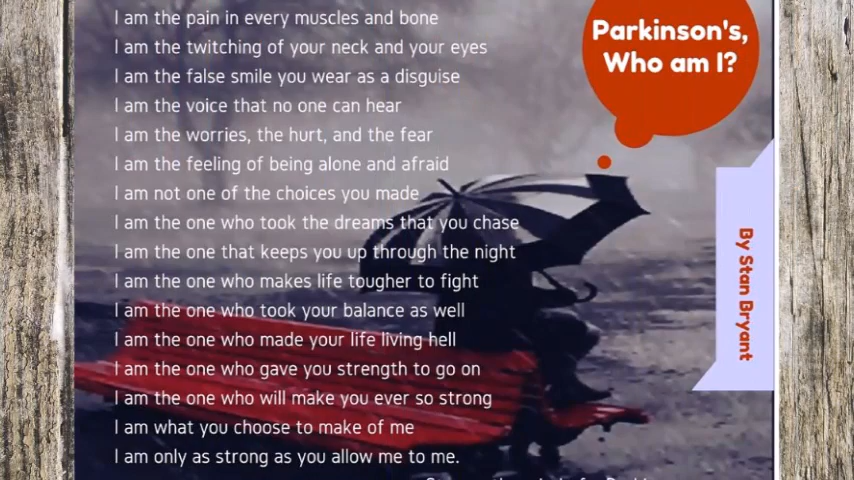 I am the pain in every muscles and bone
I am the twitching of your neck and your eyes
I am the false smile you wear as a disguise
I am the voice that no one can hear
I am the worries, the hurt, and the fear
I am the feeling of being alone and afraid
I am not one of the choices you made
I am the one who took the dreams that you chase
I am the one that keeps you up through the night
I am the one who makes life tougher to fight
I am the one who took your balance as well
I am the one who made your life living hell
I am the one who gave you strength to go on
I am the one who will make you ever so strong
I am what you choose to make of me
I am only as strong as you allow me to me.
Parkinson's,
Who am I?
By Stan Bryant